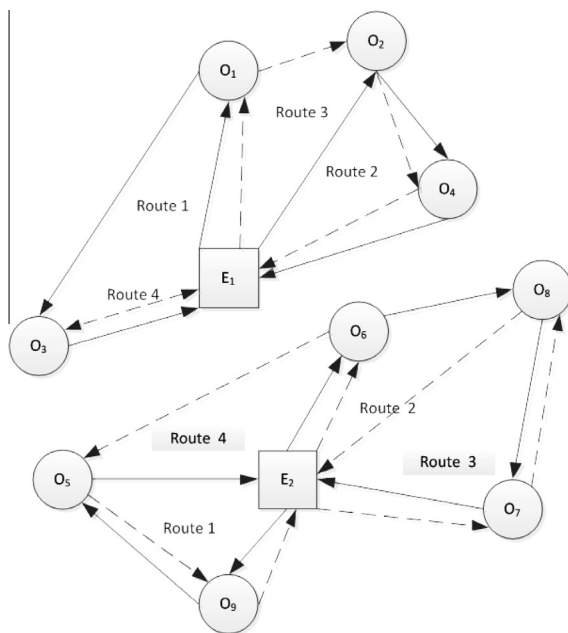 O₂
O₁
Route 3
Route 2
O₄
Route 1
E₁
O₈
Route 4
O₆
O₃
Route 2
Route 4
Route 3
E₂
O₅
O₇
Route 1
O₉